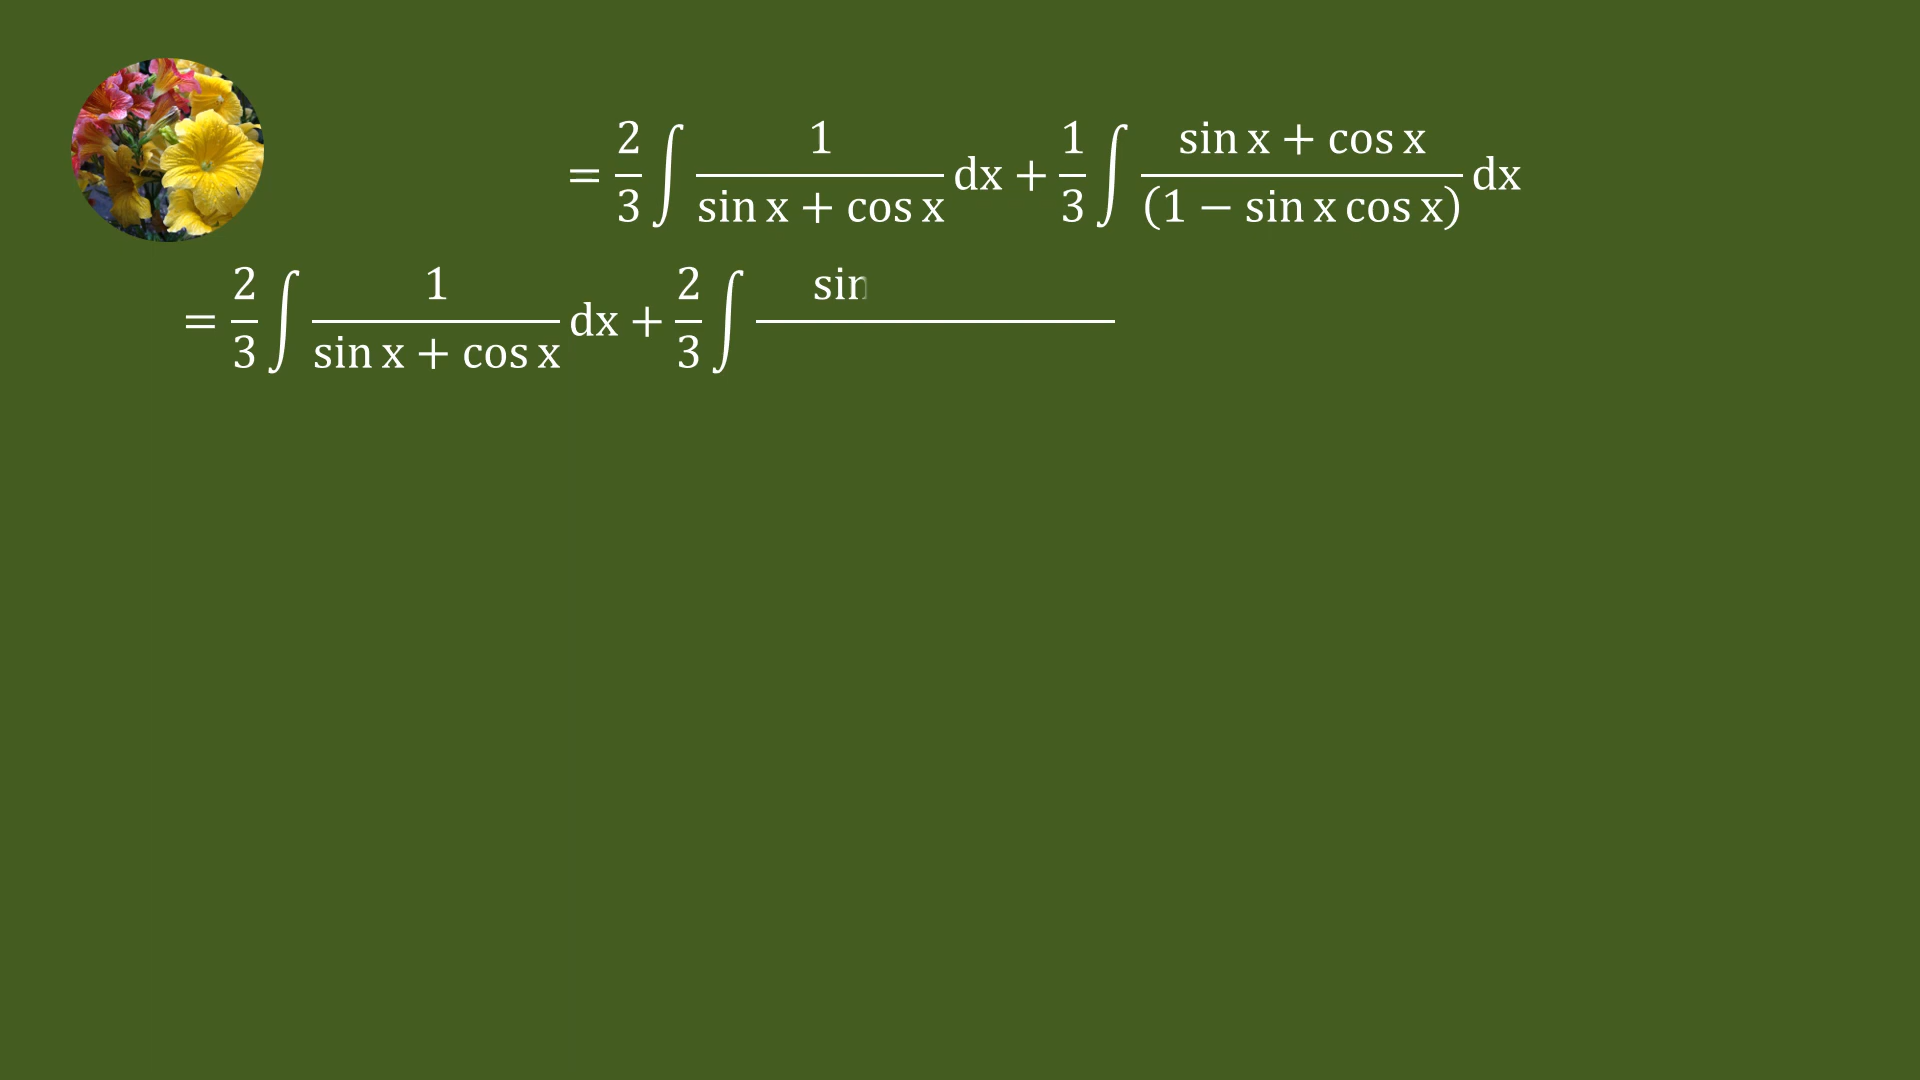 = 2/3 ∫ 1/(sin x + cos x) dx + 1/3 ∫ (sin x + cos x)/((1 − sin x cos x)) dx
= 2/3 ∫ 1/(sin x + cos x) dx + 2/3 ∫ sin